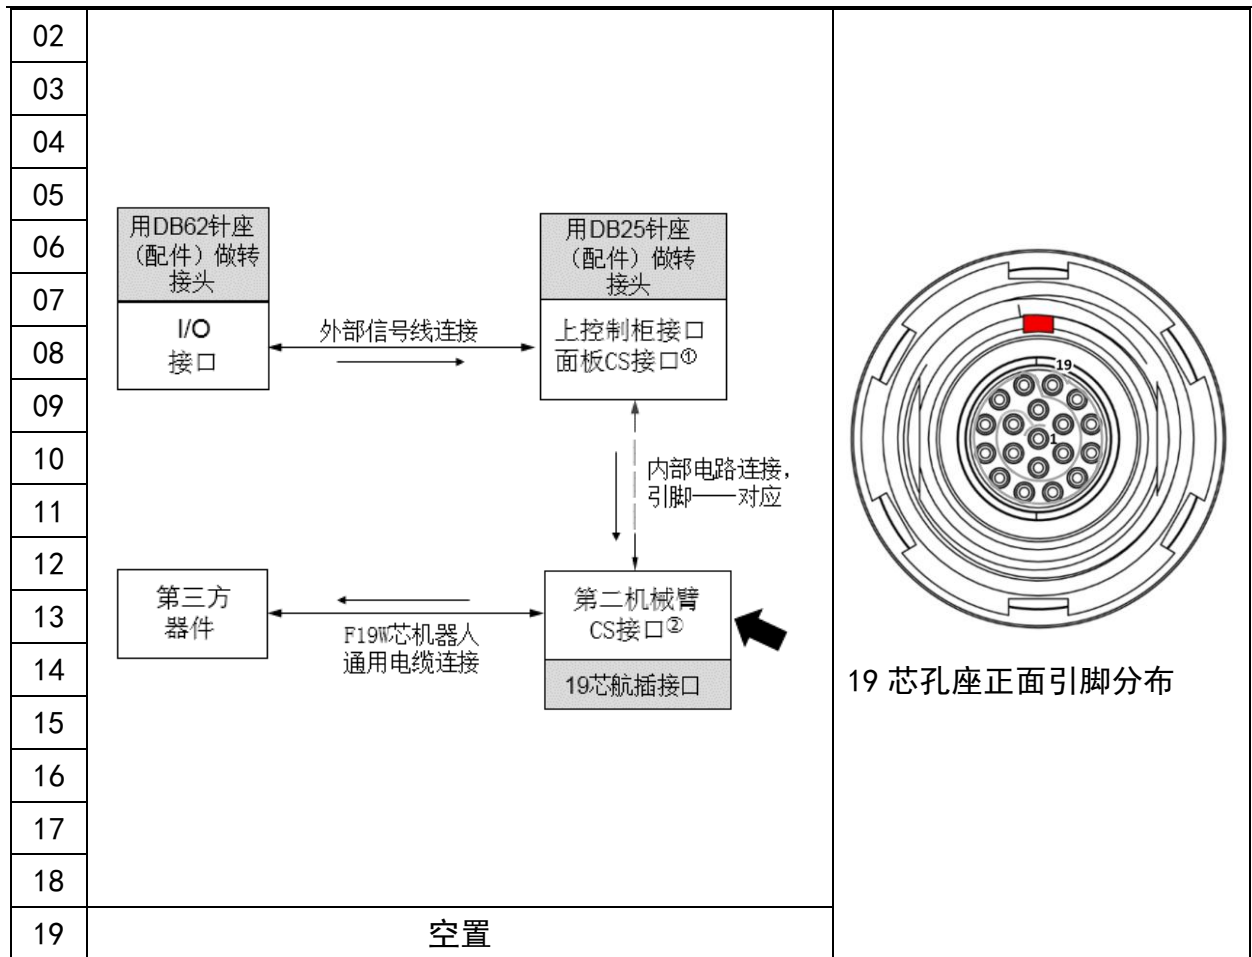 02
03
04
05
06
07
08
09
10
11
12
13
14
15
16
17
18
19
用DB62针座
（配件）做转
接头
I/O
接口
外部信号线连接
用DB25针座
（配件）做转
接头
上控制柜接口
面板CS接口①
内部电路连接，
引脚一一对应
第三方
器件
F19W芯机器人
通用电缆连接
第二机械臂
CS接口②
19芯航插接口
空置
19
1
19 芯孔座正面引脚分布